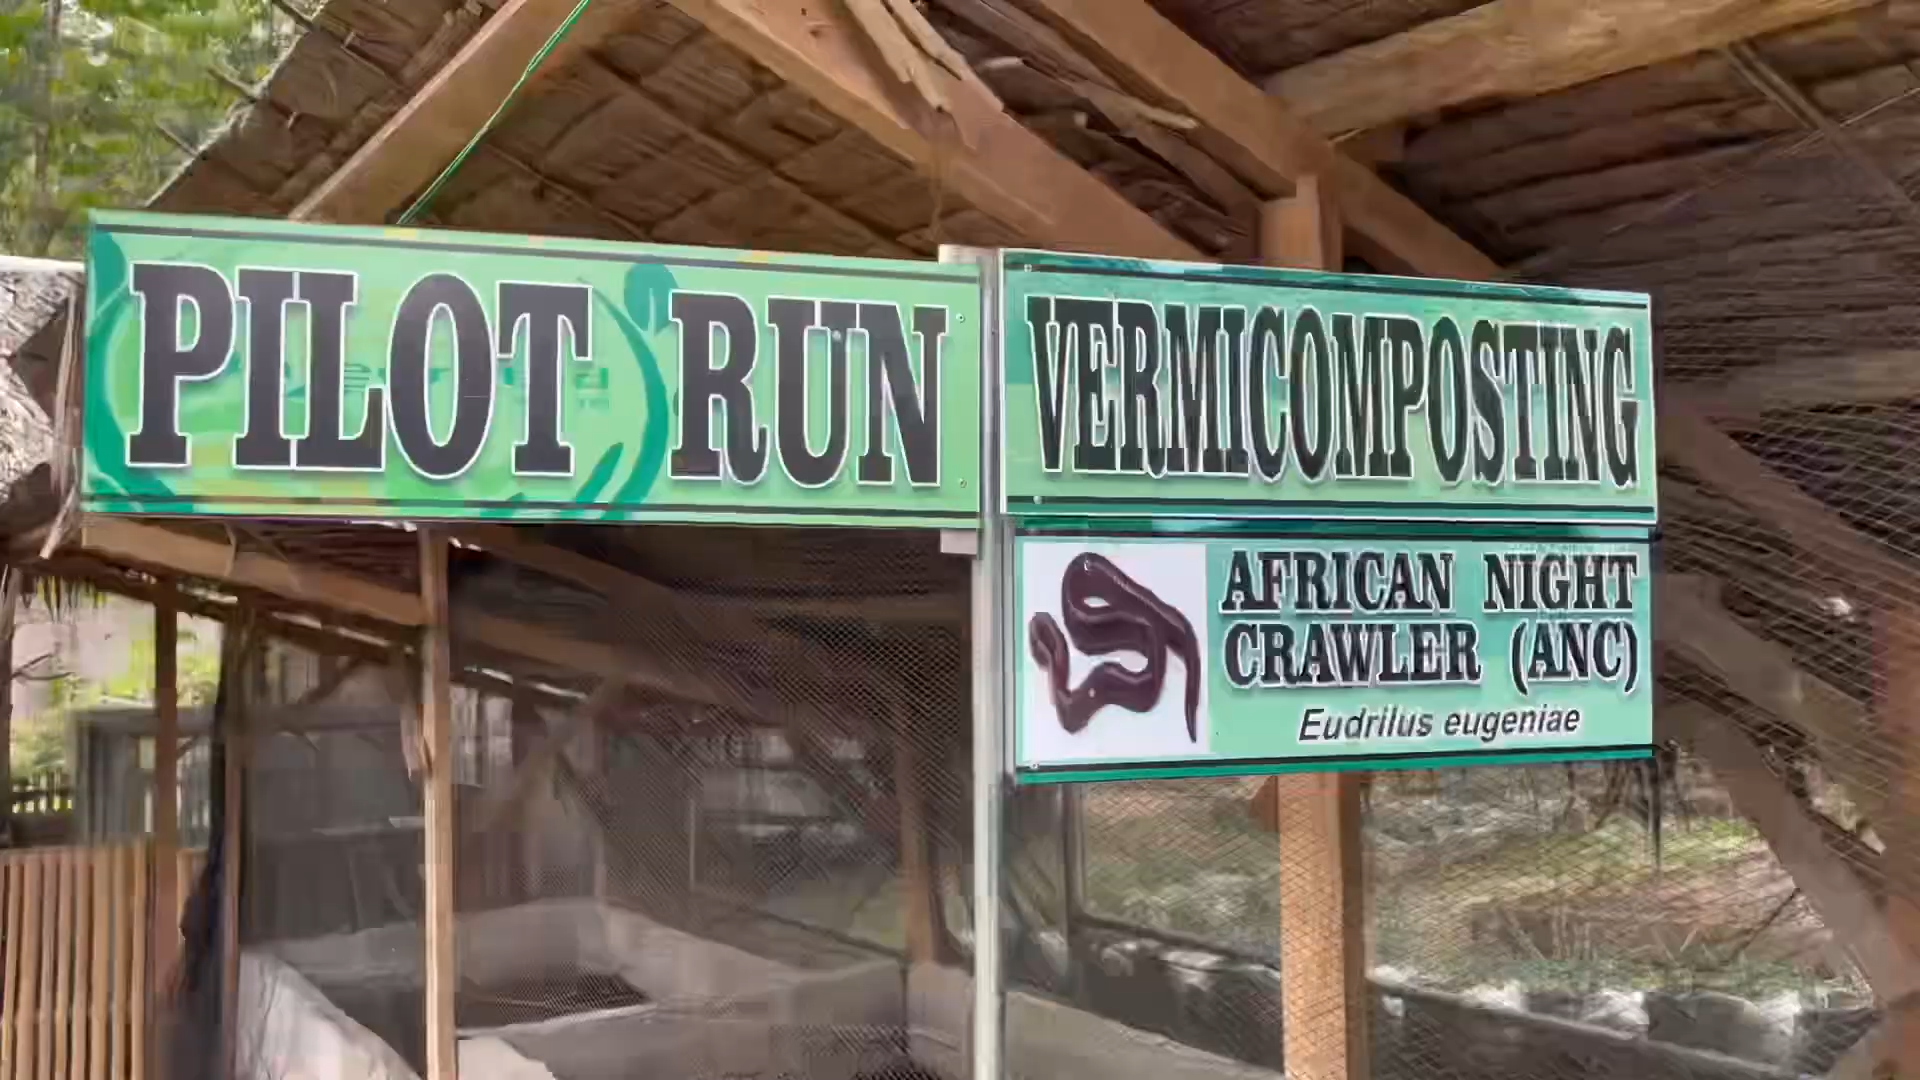 PILOT RUN
VERMICOMPOSTING
AFRICAN NIGHT
CRAWLER (ANC)
Eudrilus eugeniae